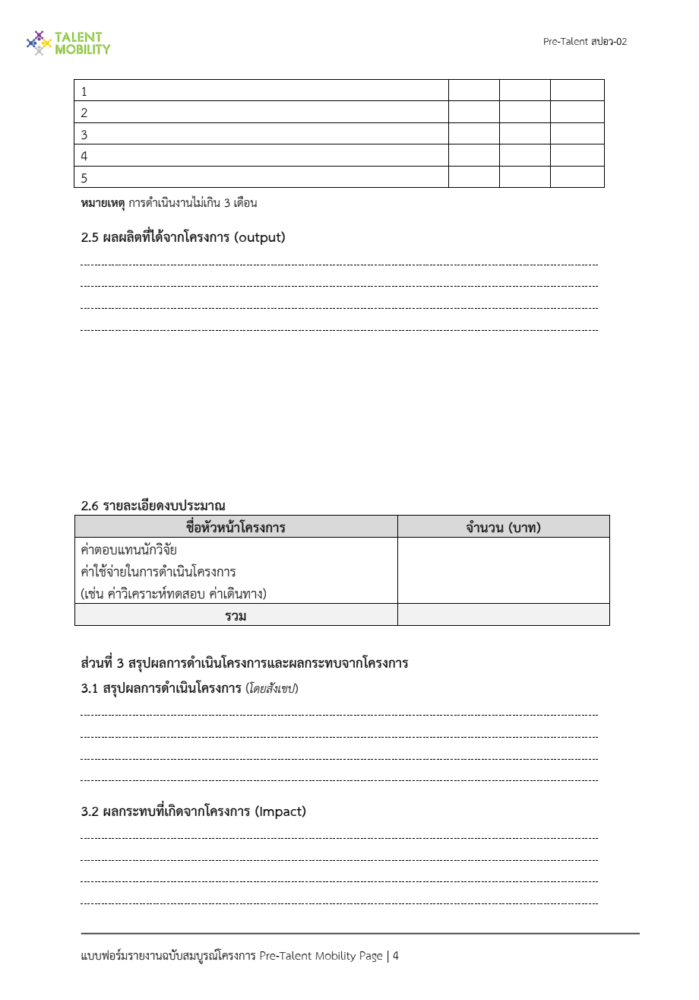 TALENT
MOBILITY
Pre-Talent สปอว-02
1
2
3
4
5
หมายเหตุ การดำเนินงานไม่เกิน 3 เดือน
2.5 ผลผลิตที่ได้จากโครงการ (output)
2.6 รายละเอียดงบประมาณ
ชื่อหัวหน้าโครงการ จำนวน (บาท)
ค่าตอบแทนนักวิจัย
ค่าใช้จ่ายในการดำเนินโครงการ
(เช่น ค่าวิเคราะห์ทดสอบ ค่าเดินทาง)
รวม
ส่วนที่ 3 สรุปผลการดำเนินโครงการและผลกระทบจากโครงการ
3.1 สรุปผลการดำเนินโครงการ (โดยสังเขป)
3.2 ผลกระทบที่เกิดจากโครงการ (Impact)
แบบฟอร์มรายงานฉบับสมบูรณ์โครงการ Pre-Talent Mobility Page | 4